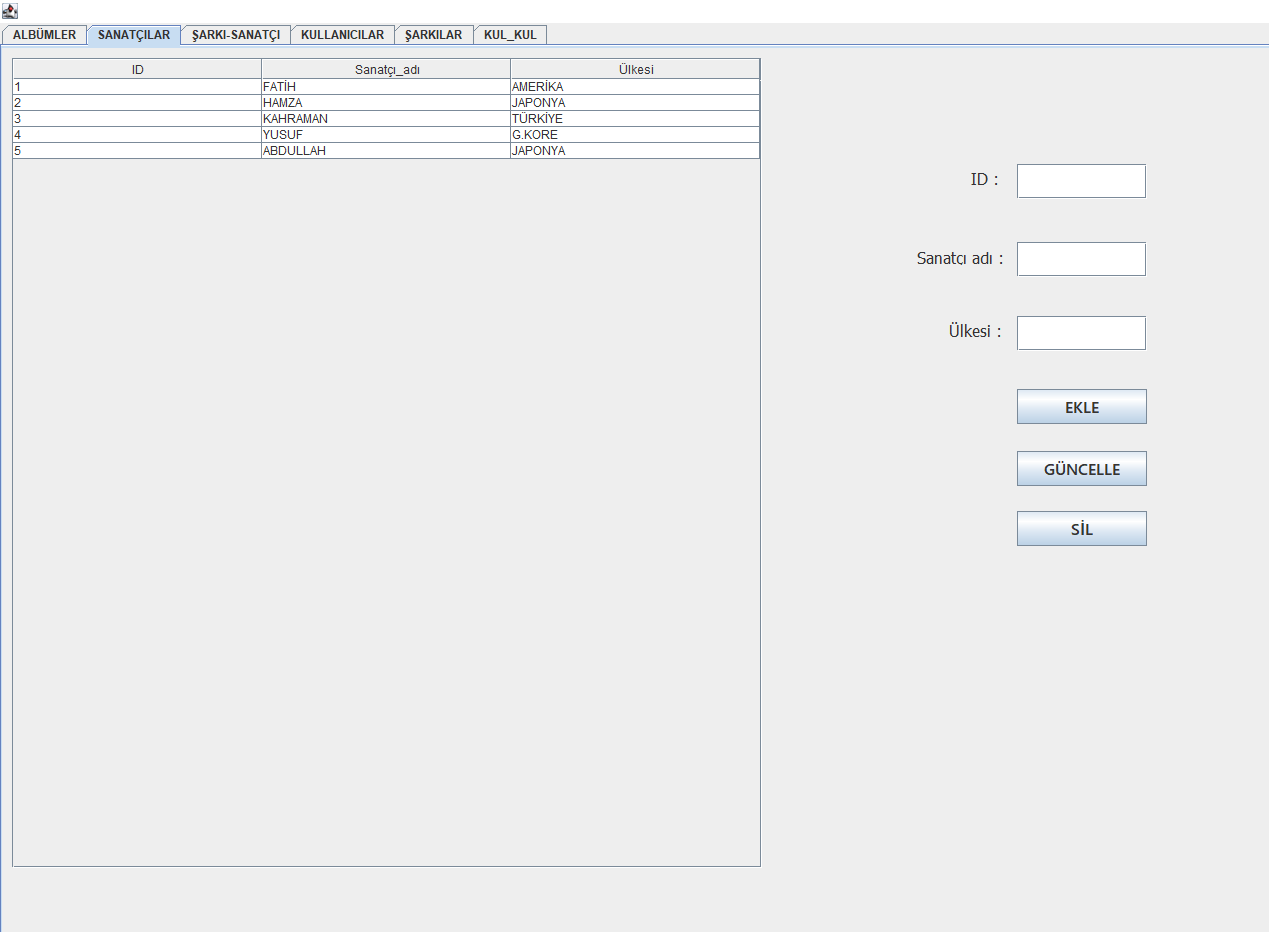 ALBÜMLER SANATÇILAR ŞARKI-SANATÇI KULLANICILAR ŞARKILAR KUL_KUL
ID Sanatçı_adı Ülkesi
1 FATİH AMERİKA
2 HAMZA JAPONYA
3 KAHRAMAN TÜRKİYE
4 YUSUF G.KORE
5 ABDULLAH JAPONYA
ID :
Sanatcı adı :
Ülkesi :
EKLE
GÜNCELLE
SİL